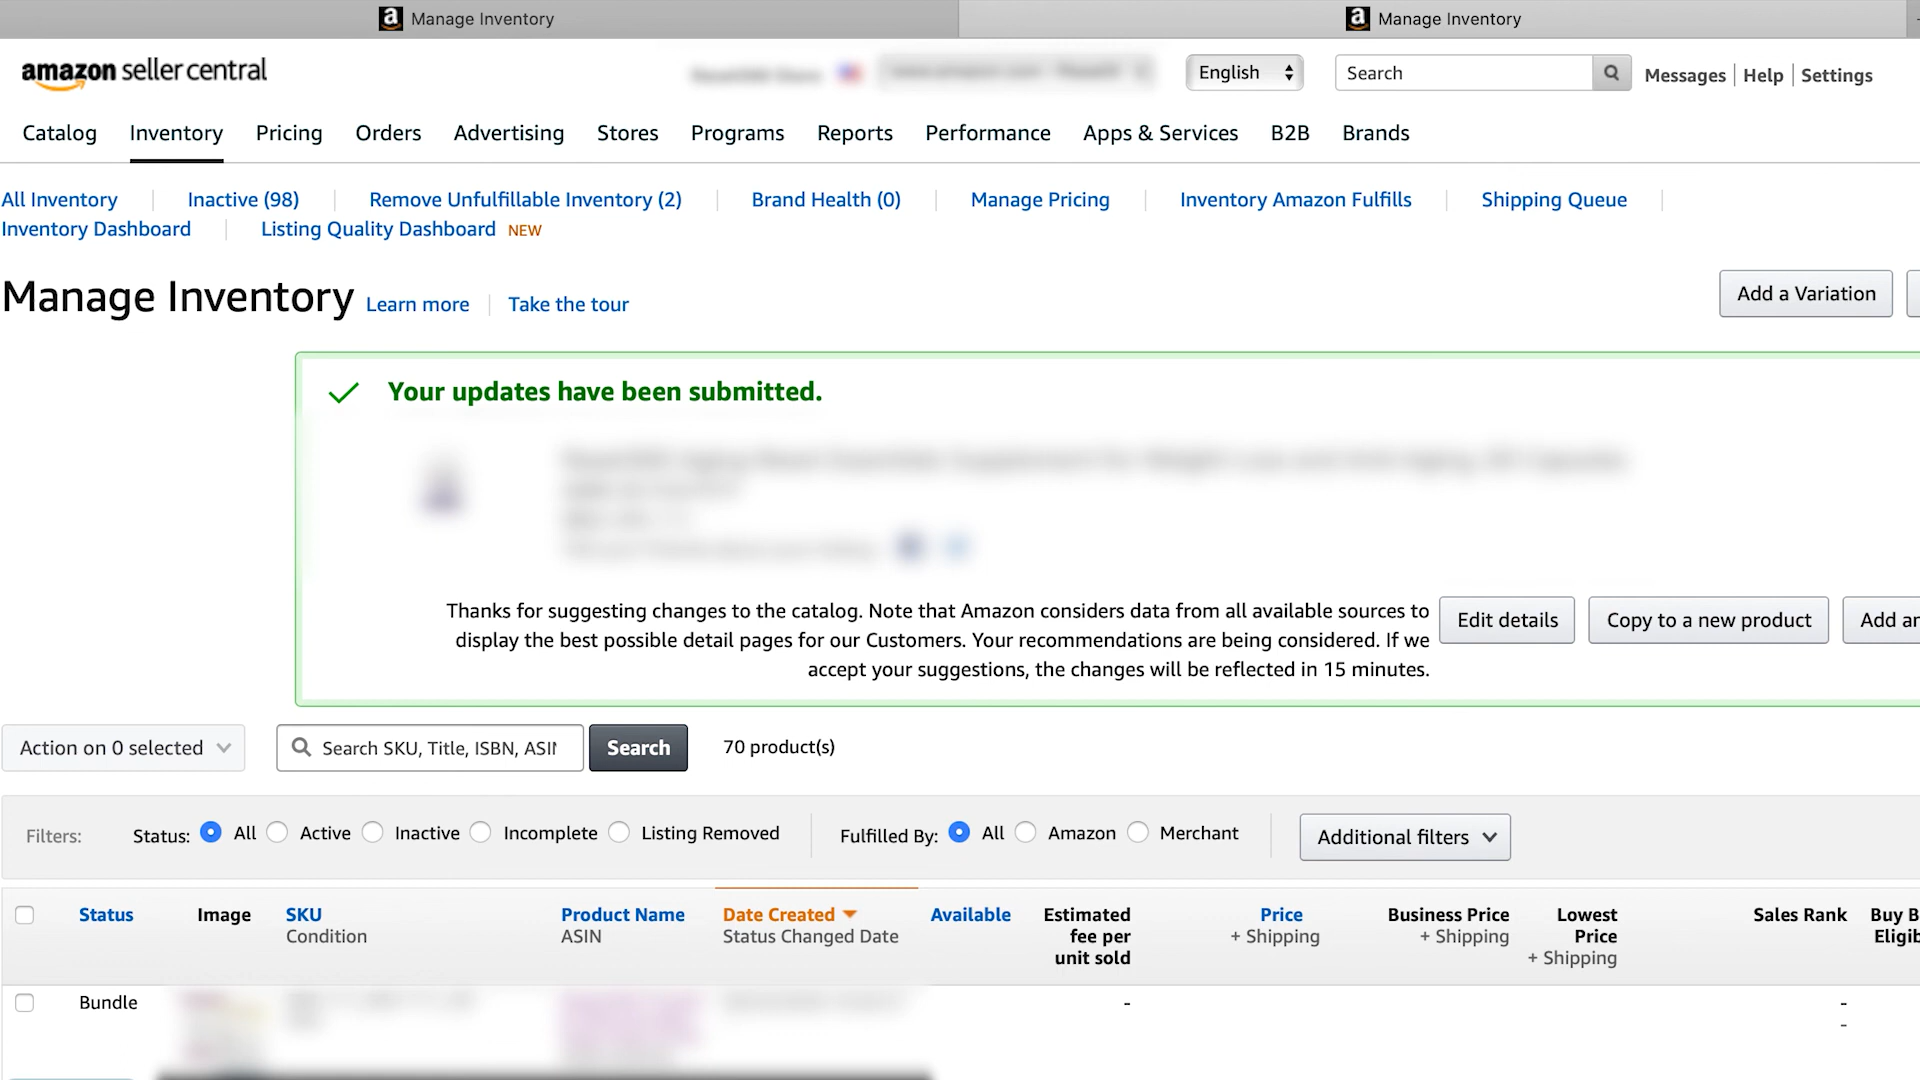 Manage Inventory
Manage Inventory
amazon seller central
English
Search
Messages
Help
Settings
Catalog
Inventory
Pricing
Orders
Advertising
Stores
Programs
Reports
Performance
Apps & Services
B2B
Brands
All Inventory
Inactive (98)
Remove Unfulfillable Inventory (2)
Brand Health (0)
Manage Pricing
Inventory Amazon Fulfills
Shipping Queue
Inventory Dashboard
Listing Quality Dashboard NEW
Manage Inventory
Learn more
Take the tour
Add a Variation
Your updates have been submitted.
Thanks for suggesting changes to the catalog. Note that Amazon considers data from all available sources to
display the best possible detail pages for our Customers. Your recommendations are being considered. If we
accept your suggestions, the changes will be reflected in 15 minutes.
Edit details
Copy to a new product
Add an
Action on 0 selected
Search SKU, Title, ISBN, ASIN
Search
70 product(s)
Filters:
Status:
All
Active
Inactive
Incomplete
Listing Removed
Fulfilled By:
All
Amazon
Merchant
Additional filters
Status
Image
SKU
Condition
Product Name
ASIN
Date Created
Status Changed Date
Available
Estimated
fee per
unit sold
Price
+ Shipping
Business Price
+ Shipping
Lowest
Price
+ Shipping
Sales Rank
Buy B
Eligib
Bundle
-
-
-